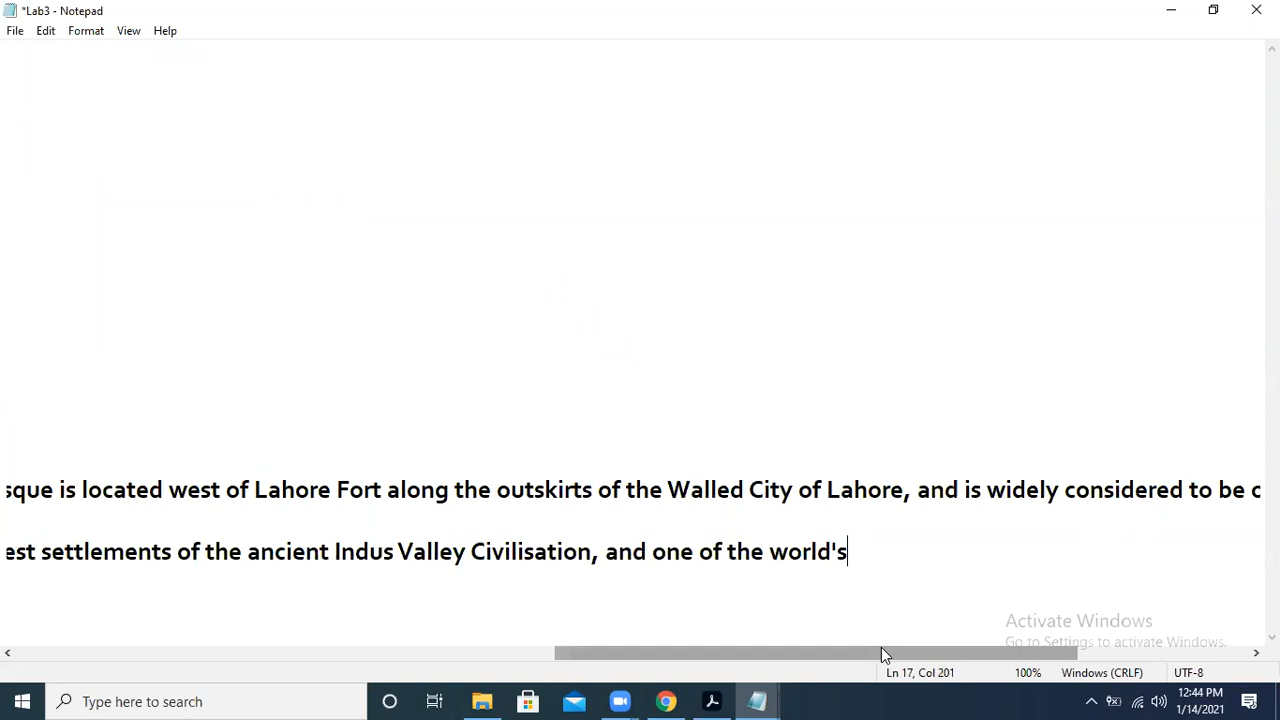 *Lab3 - Notepad
File Edit Format View Help
sque is located west of Lahore Fort along the outskirts of the Walled City of Lahore, and is widely considered to be
est settlements of the ancient Indus Valley Civilisation, and one of the world's
Activate Windows
Go to Settings to activate Windows.
Ln 17, Col 201 100% Windows (CRLF) UTF-8
Type here to search
12:44 PM
1/14/2021